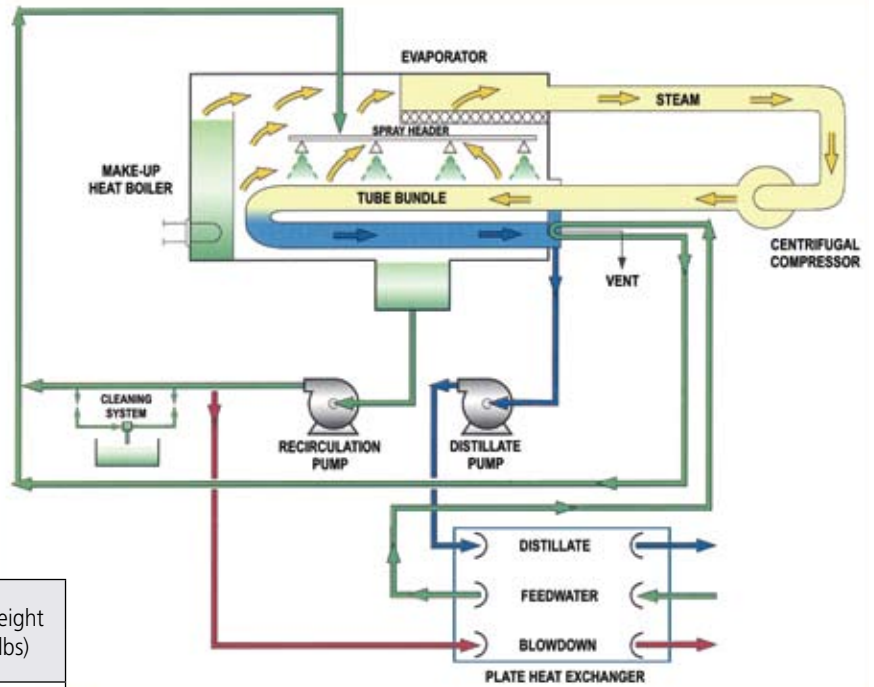 EVAPORATOR
STEAM
SPRAY HEADER
MAKE-UP
HEAT BOILER
TUBE BUNDLE
CENTRIFUGAL
COMPRESSOR
VENT
CLEANING
SYSTEM
RECIRCULATION
PUMP
DISTILLATE
PUMP
DISTILLATE
FEEDWATER
BLOWDOWN
PLATE HEAT EXCHANGER
eight
lbs)